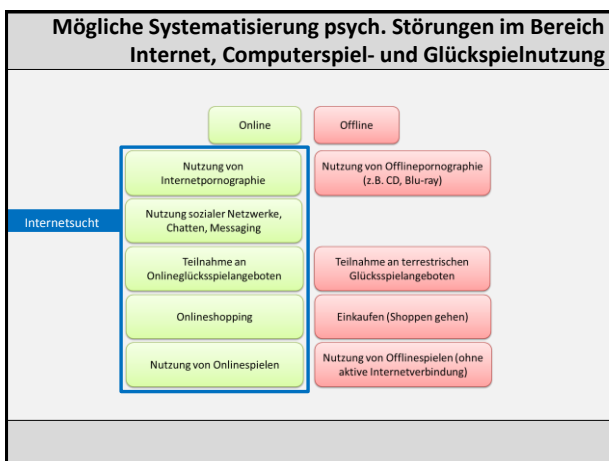 Mögliche Systematisierung psych. Störungen im Bereich
Internet, Computerspiel- und Glückspielnutzung
Online
Offline
Nutzung von
Internetpornographie
Nutzung von Offlinepornographie
(z.B. CD, Blu-ray)
Internetsucht
Nutzung sozialer Netzwerke,
Chatten, Messaging
Teilnahme an
Onlineglücksspielangeboten
Teilnahme an terrestrischen
Glücksspielangeboten
Onlineshopping
Einkaufen (Shoppen gehen)
Nutzung von Onlinespielen
Nutzung von Offlinespielen (ohne
aktive Internetverbindung)